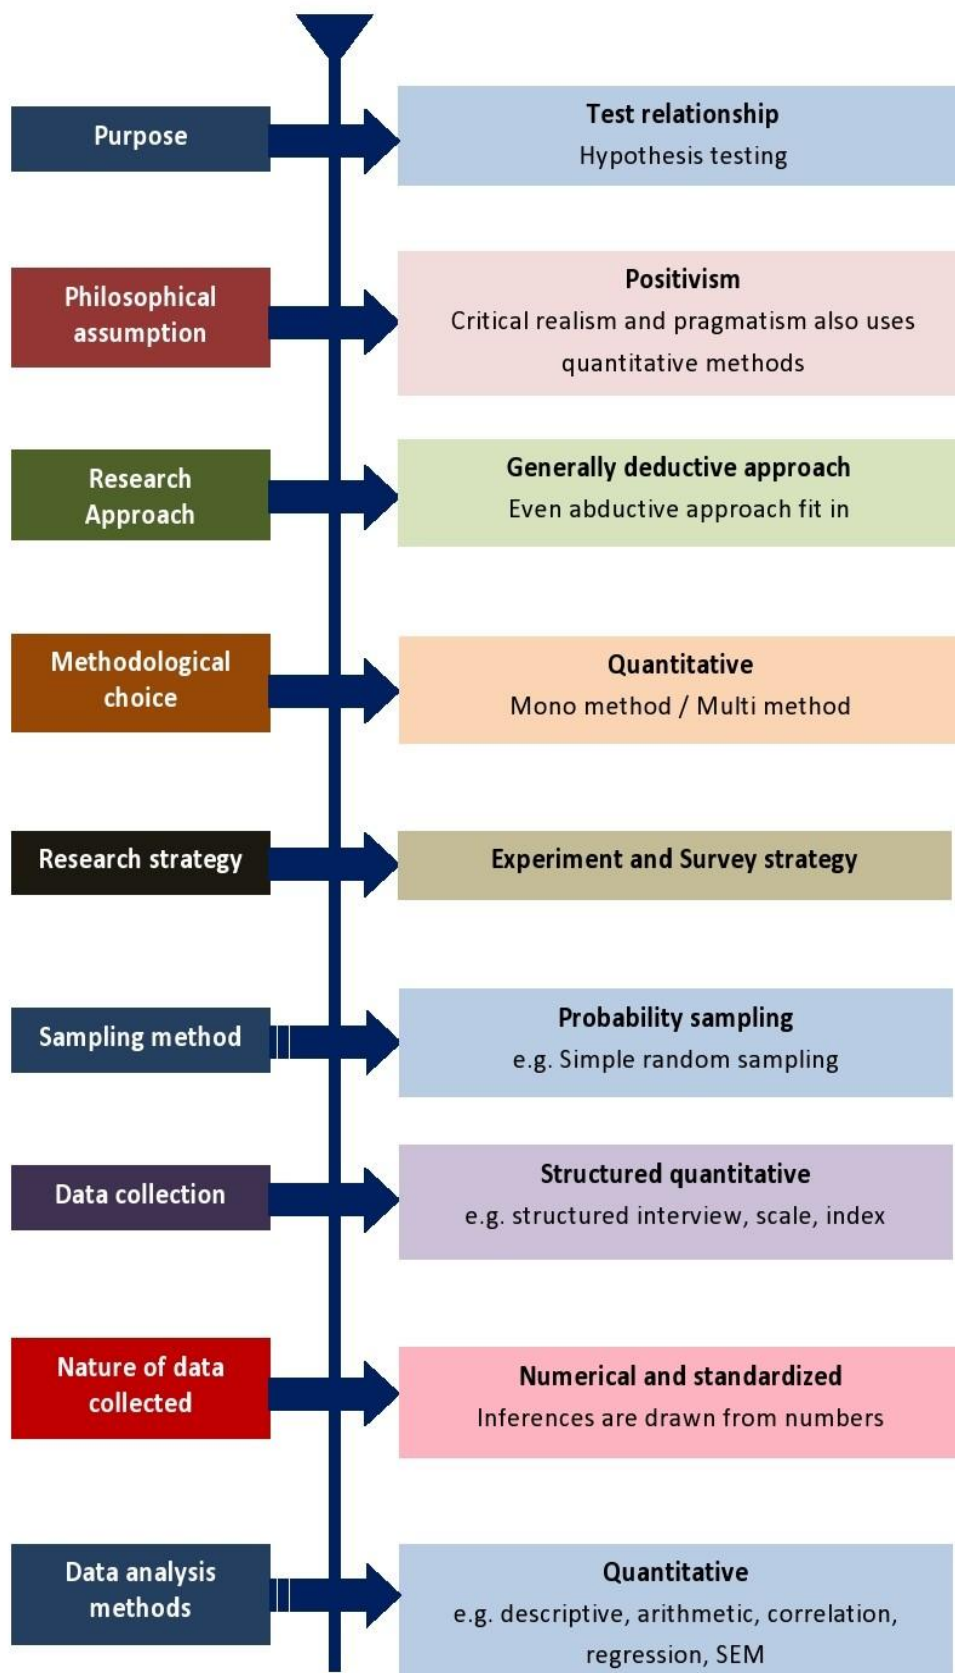 Purpose
Test relationship
Hypothesis testing
Philosophical
assumption
Positivism
Critical realism and pragmatism also uses
quantitative methods
Research
Approach
Generally deductive approach
Even abductive approach fit in
Methodological
choice
Quantitative
Mono method / Multi method
Research strategy
Experiment and Survey strategy
Sampling method
Probability sampling
e.g. Simple random sampling
Data collection
Structured quantitative
e.g. structured interview, scale, index
Nature of data
collected
Numerical and standardized
Inferences are drawn from numbers
Data analysis
methods
Quantitative
e.g. descriptive, arithmetic, correlation,
regression, SEM